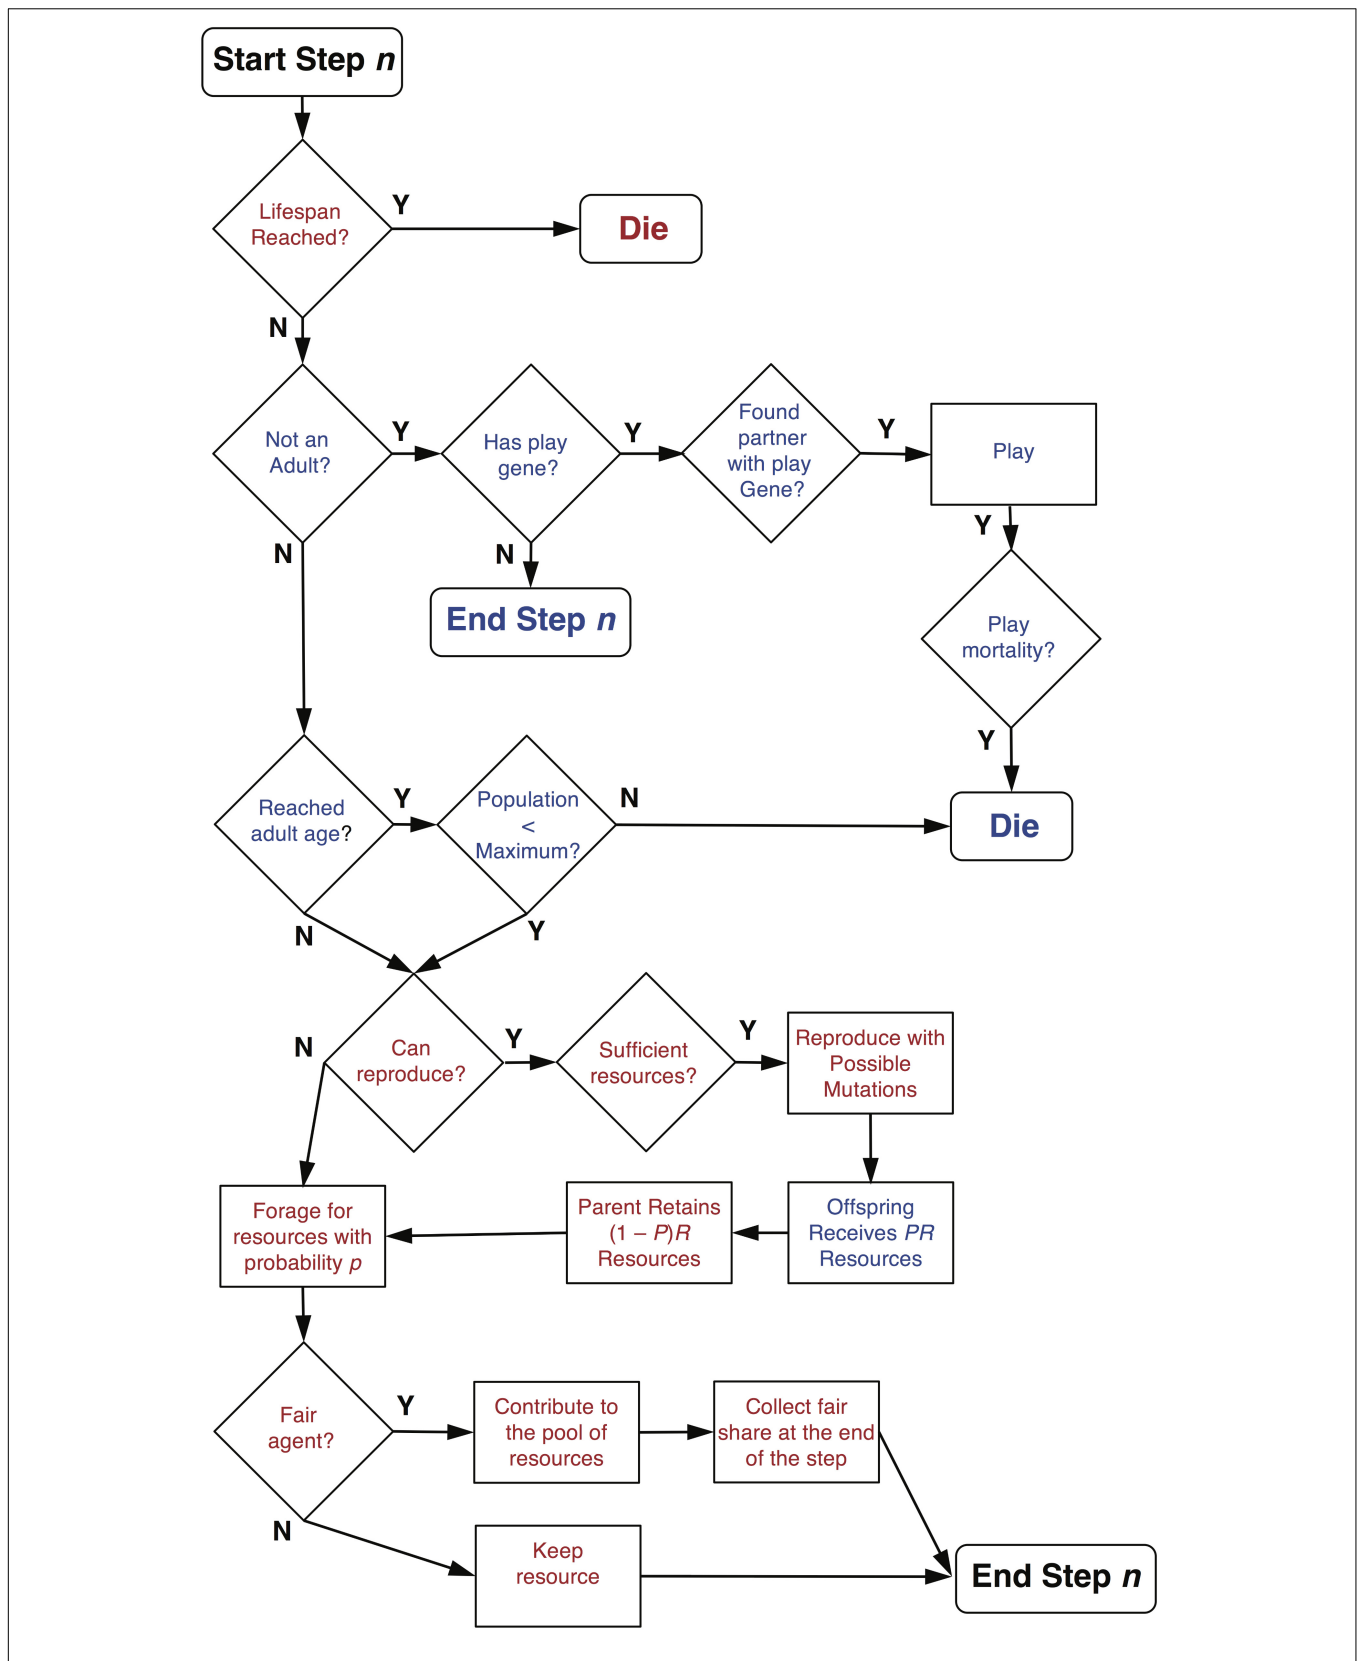 Start Step n
Lifespan
Reached?
Y
Die
N
Not an
Adult?
Y
Has play
gene?
Y
Found
partner
with play
Gene?
Y
Play
N
N
End Step n
Y
Play
mortality?
Y
Reached
adult age?
Y
Population
<
Maximum?
N
Die
N
Y
N
Can
reproduce?
Y
Sufficient
resources?
Y
Reproduce with
Possible
Mutations
Forage for
resources with
probability p
Parent Retains
(1 – P)R
Resources
Offspring
Receives PR
Resources
Fair
agent?
Y
Contribute to
the pool of
resources
Collect fair
share at the end
of the step
N
Keep
resource
End Step n